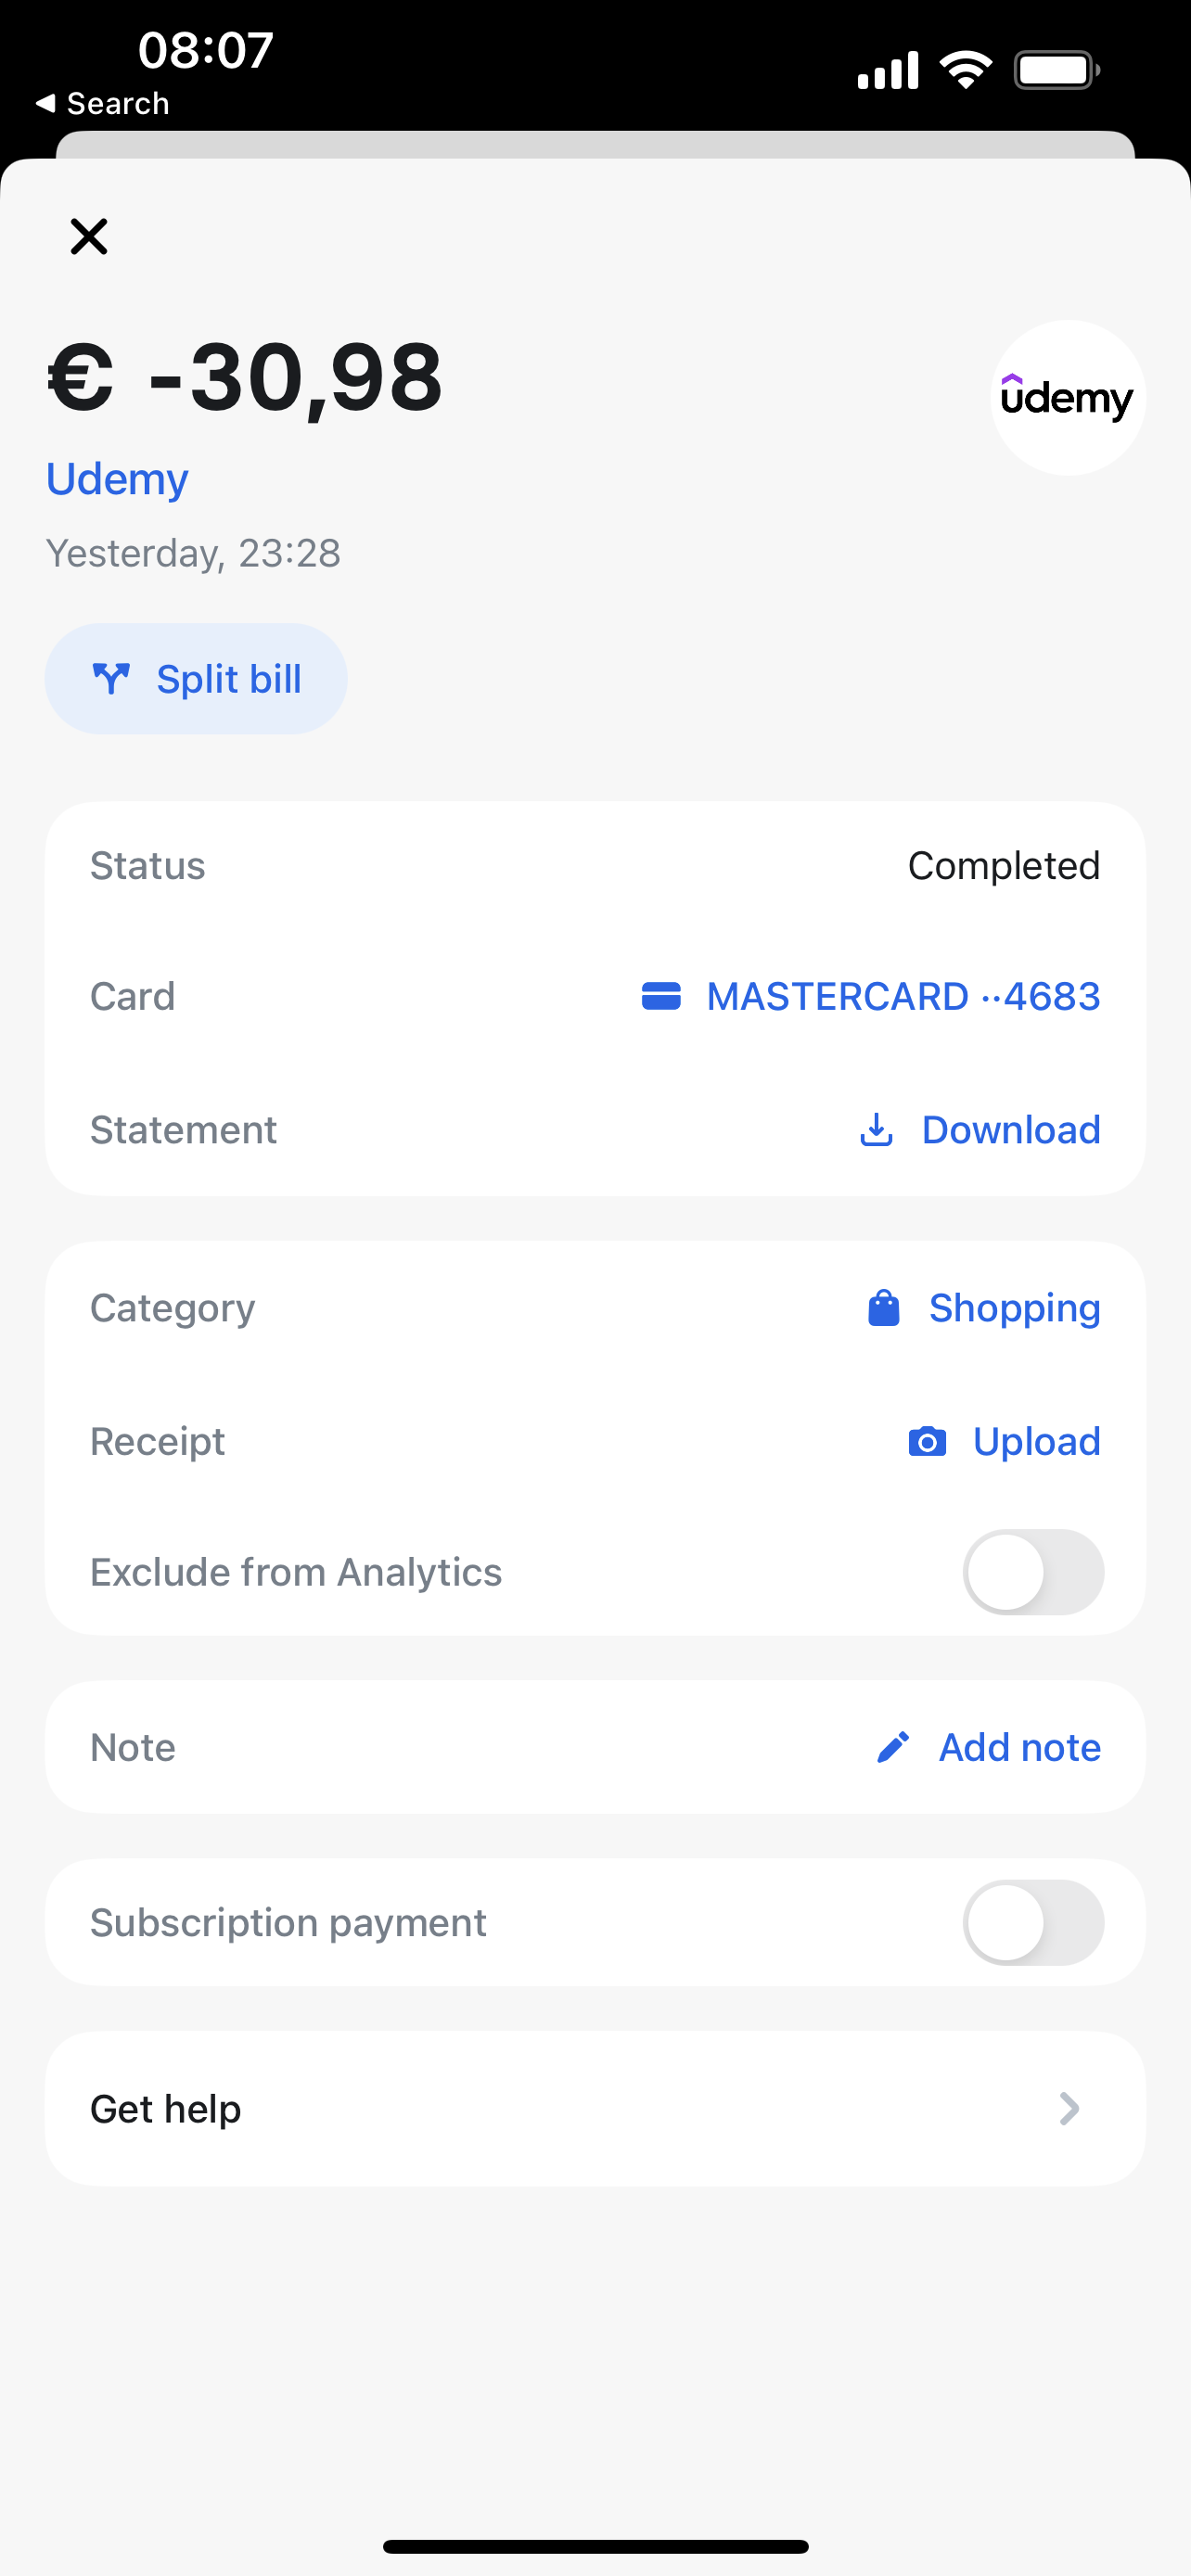 08:07
Search
€ -30,98
udemy
Udemy
Yesterday, 23:28
Split bill
Status Completed
Card MASTERCARD ··4683
Statement Download
Category Shopping
Receipt Upload
Exclude from Analytics
Note Add note
Subscription payment
Get help